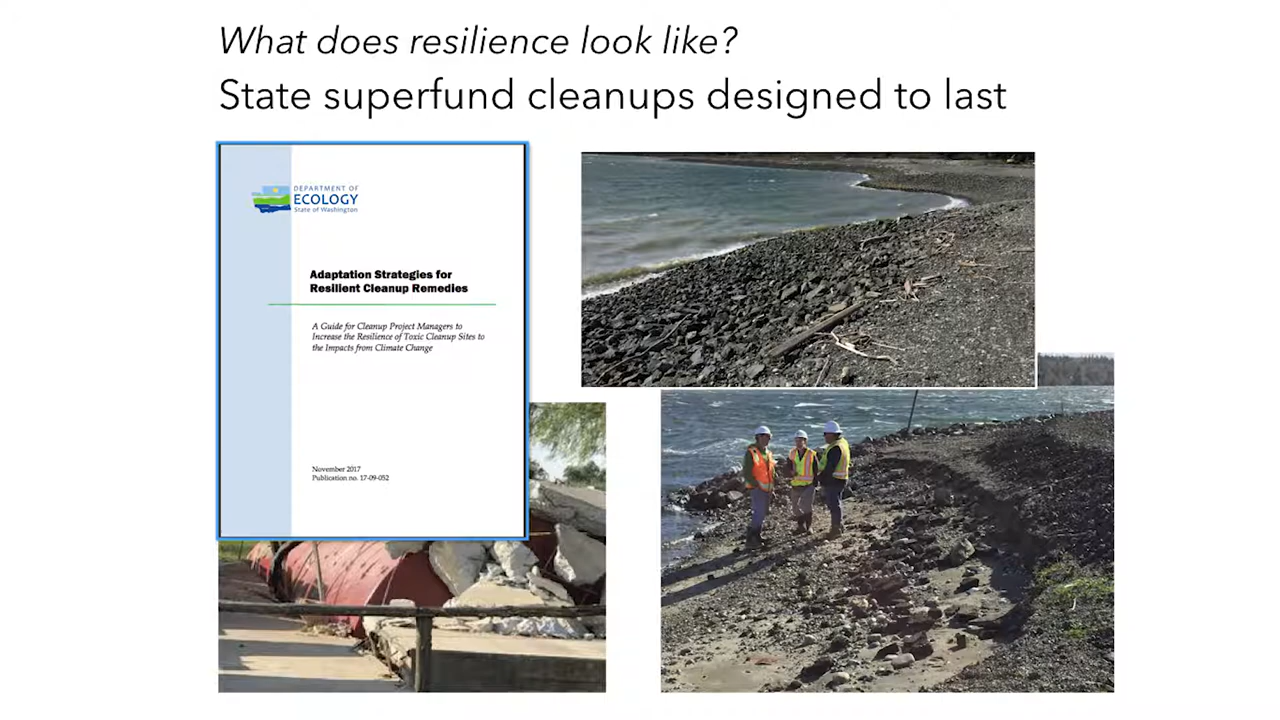 What does resilience look like?
State superfund cleanups designed to last
DEPARTMENT OF
ECOLOGY
State of Washington
Adaptation Strategies for
Resilient Cleanup Remedies
A Guide for Cleanup Project Managers to
Increase the Resilience of Toxic Cleanup Sites to
the Impacts from Climate Change
November 2017
Publication no. 17-09-052